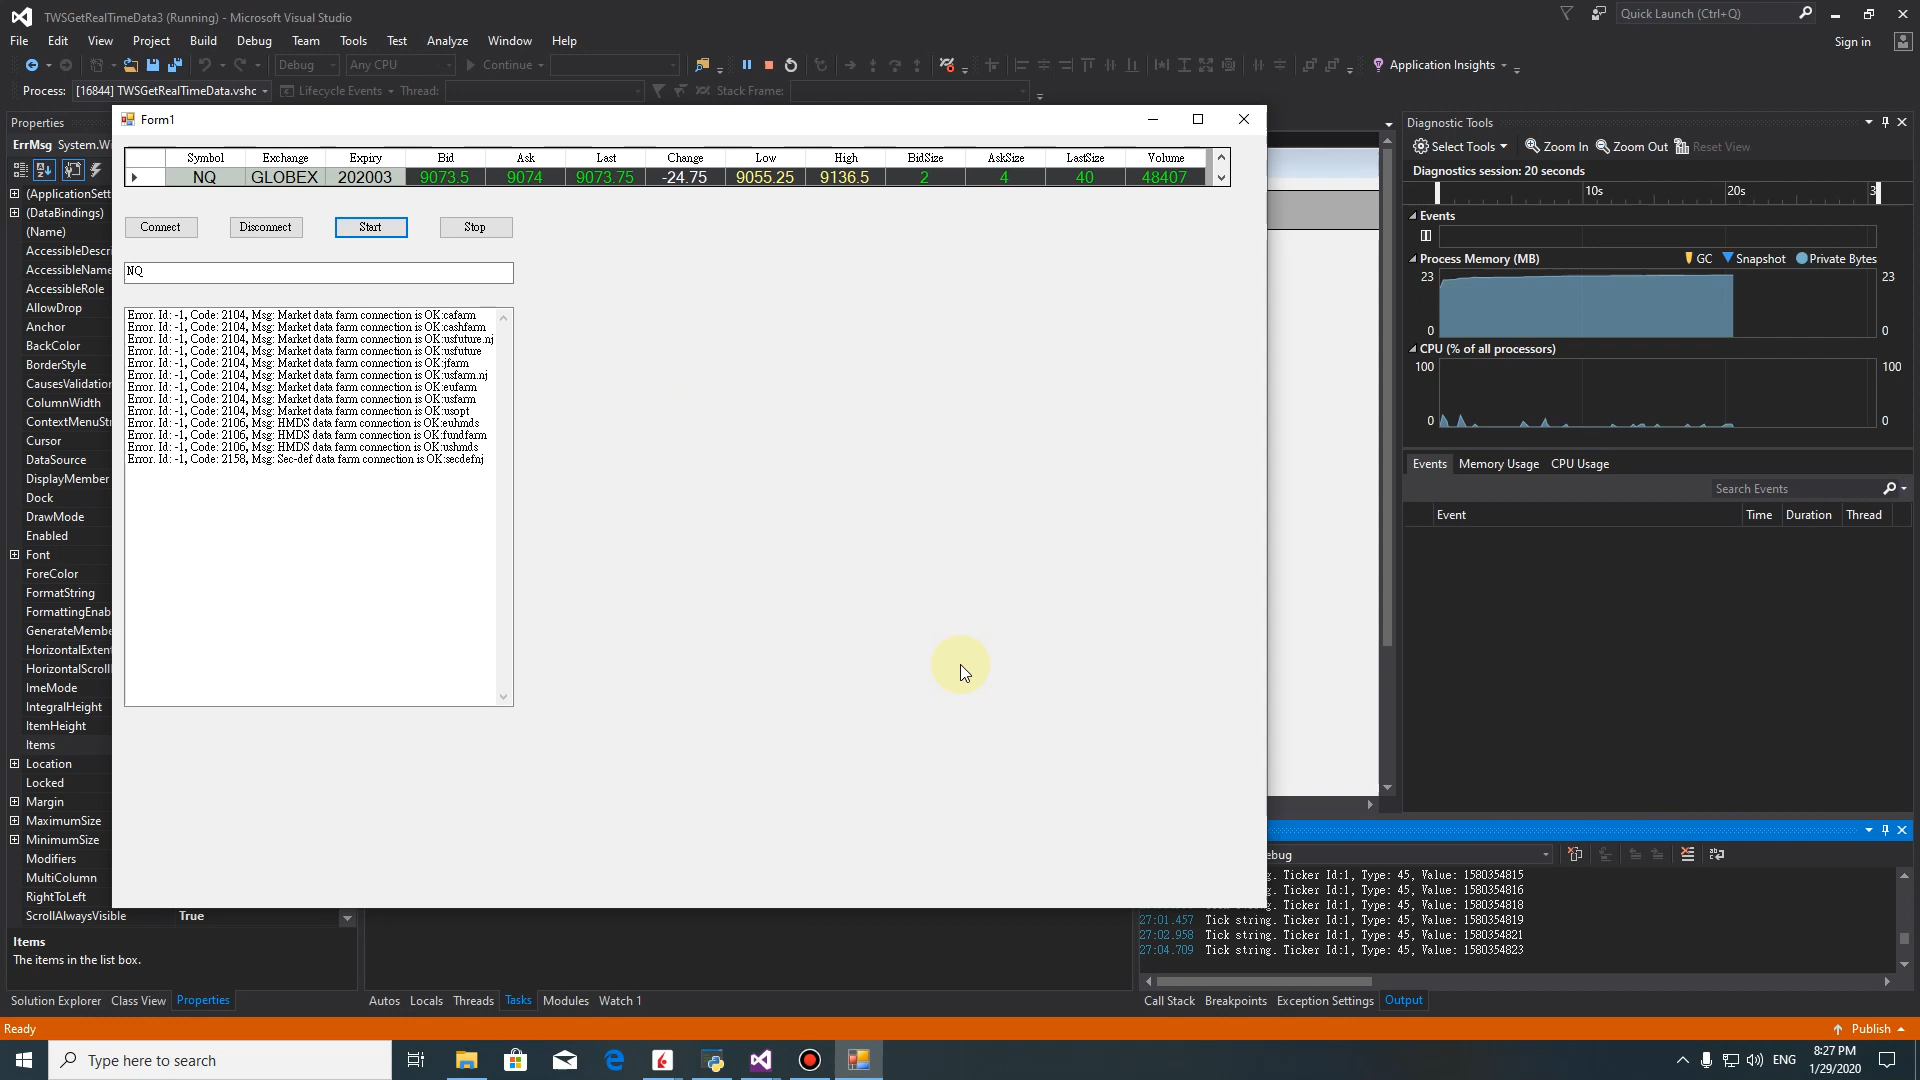 TWSGetRealTimeData3 (Running) - Microsoft Visual Studio
Quick Launch (Ctrl+Q)
File Edit View Project Build Debug Team Tools Test Analyze Window Help
Sign in
Debug Any CPU Continue Application Insights
Process: [16844] TWSGetRealTimeData.vshc Lifecycle Events Thread: Stack Frame:
Properties
ErrMsg System.Wi
(ApplicationSett
(DataBindings)
(Name)
AccessibleDescri
AccessibleName
AccessibleRole
AllowDrop
Anchor
BackColor
BorderStyle
CausesValidation
ColumnWidth
ContextMenuStr
Cursor
DataSource
DisplayMember
Dock
DrawMode
Enabled
Font
ForeColor
FormatString
FormattingEnab
GenerateMembe
HorizontalExtent
HorizontalScroll
ImeMode
IntegralHeight
ItemHeight
Items
Location
Locked
Margin
MaximumSize
MinimumSize
Modifiers
MultiColumn
RightToLeft
ScrollAlwaysVisible True
Items
The items in the list box.
Solution Explorer Class View Properties
Form1
Symbol Exchange Expiry Bid Ask Last Change Low High BidSize AskSize LastSize Volume
NQ GLOBEX 202003 9073.5 9074 9073.75 -24.75 9055.25 9136.5 2 4 40 48407
Connect Disconnect Start Stop
NQ
Error. Id: -1, Code: 2104, Msg: Market data farm connection is OK:cafarm
Error. Id: -1, Code: 2104, Msg: Market data farm connection is OK:cashfarm
Error. Id: -1, Code: 2104, Msg: Market data farm connection is OK:usfuture.nj
Error. Id: -1, Code: 2104, Msg: Market data farm connection is OK:usfuture
Error. Id: -1, Code: 2104, Msg: Market data farm connection is OK:jfarm
Error. Id: -1, Code: 2104, Msg: Market data farm connection is OK:usfarm.nj
Error. Id: -1, Code: 2104, Msg: Market data farm connection is OK:eufarm
Error. Id: -1, Code: 2104, Msg: Market data farm connection is OK:usfarm
Error. Id: -1, Code: 2104, Msg: Market data farm connection is OK:usopt
Error. Id: -1, Code: 2106, Msg: HMDS data farm connection is OK:euhmds
Error. Id: -1, Code: 2106, Msg: HMDS data farm connection is OK:fundfarm
Error. Id: -1, Code: 2106, Msg: HMDS data farm connection is OK:ushmds
Error. Id: -1, Code: 2158, Msg: Sec-def data farm connection is OK:secdefnj
Diagnostic Tools
Select Tools Zoom In Zoom Out Reset View
Diagnostics session: 20 seconds
10s 20s 3
Events
Process Memory (MB) GC Snapshot Private Bytes
23 23
0 0
CPU (% of all processors)
100 100
0 0
Events Memory Usage CPU Usage
Search Events
Event Time Duration Thread
ebug
g. Ticker Id:1, Type: 45, Value: 1580354815
g. Ticker Id:1, Type: 45, Value: 1580354816
g. Ticker Id:1, Type: 45, Value: 1580354818
27:01.457 Tick string. Ticker Id:1, Type: 45, Value: 1580354819
27:02.958 Tick string. Ticker Id:1, Type: 45, Value: 1580354821
27:04.709 Tick string. Ticker Id:1, Type: 45, Value: 1580354823
Autos Locals Threads Tasks Modules Watch 1
Call Stack Breakpoints Exception Settings Output
Ready
Publish
Type here to search
ENG
8:27 PM
1/29/2020